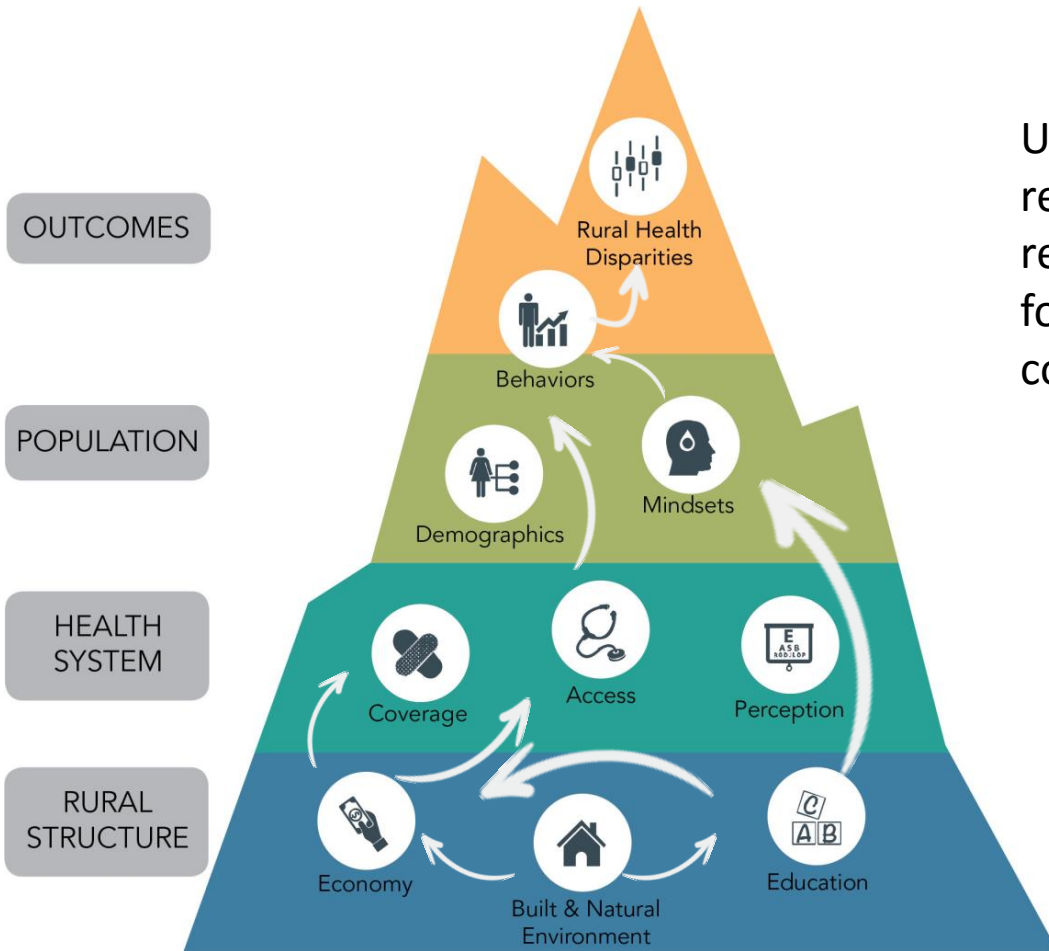 OUTCOMES
Rural Health
Disparities
Behaviors
POPULATION
Mindsets
Demographics
HEALTH
SYSTEM
Coverage
Access
Perception
E
A S B
RURAL
STRUCTURE
Economy
Built & Natural
Environment
C
A B
Education